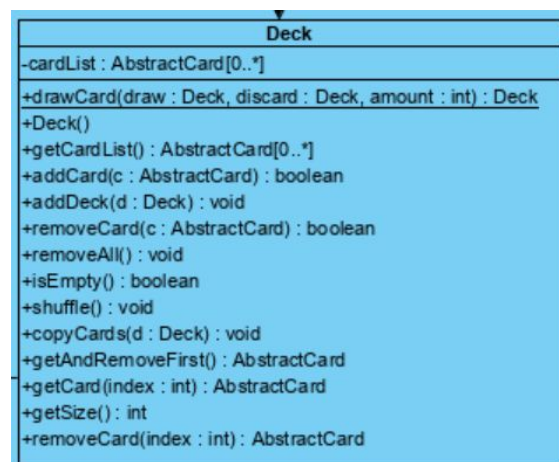 Deck
-cardList : AbstractCard[0..*]
+drawCard(draw : Deck, discard : Deck, amount : int) : Deck
+Deck()
+getCardList() : AbstractCard[0..*]
+addCard(c : AbstractCard) : boolean
+addDeck(d : Deck) : void
+removeCard(c : AbstractCard) : boolean
+removeAll() : void
+isEmpty() : boolean
+shuffle() : void
+copyCards(d : Deck) : void
+getAndRemoveFirst() : AbstractCard
+getCard(index : int) : AbstractCard
+getSize() : int
+removeCard(index : int) : AbstractCard